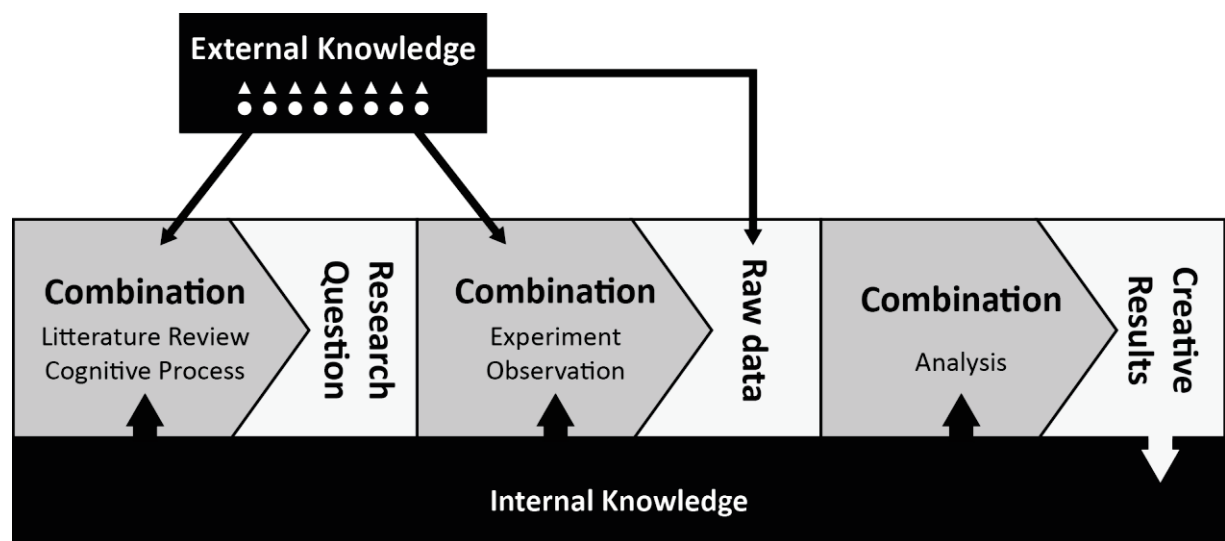 External Knowledge
Combination
Litterature Review
Cognitive Process
Research
Question
Combination
Experiment
Observation
Raw data
Combination
Analysis
Creative
Results
Internal Knowledge